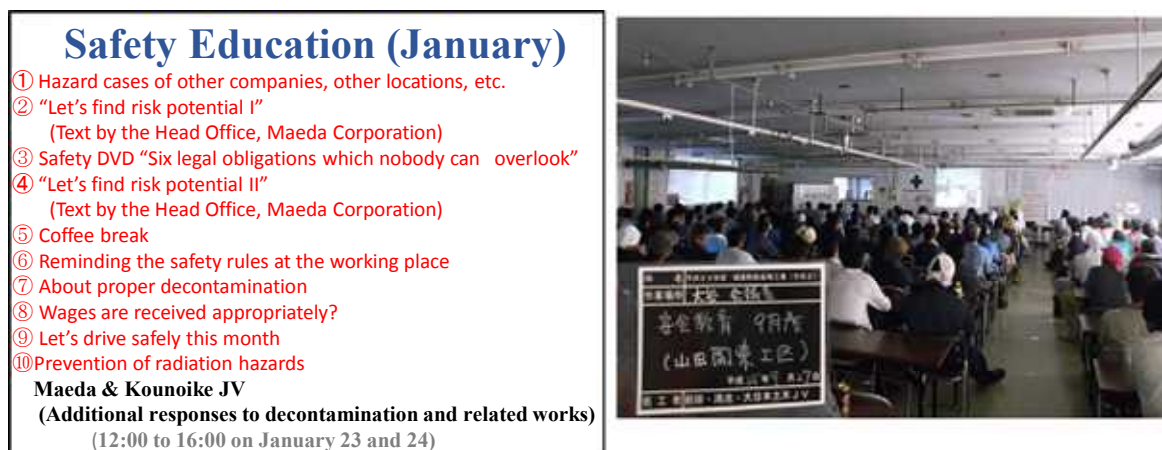 Safety Education (January)
① Hazard cases of other companies, other locations, etc.
② “Let’s find risk potential I”
(Text by the Head Office, Maeda Corporation)
③ Safety DVD “Six legal obligations which nobody can overlook”
④ “Let’s find risk potential II”
(Text by the Head Office, Maeda Corporation)
⑤ Coffee break
⑥ Reminding the safety rules at the working place
⑦ About proper decontamination
⑧ Wages are received appropriately?
⑨ Let’s drive safely this month
⑩Prevention of radiation hazards
Maeda & Kounoike JV
(Additional responses to decontamination and related works)
(12:00 to 16:00 on January 23 and 24)
安全教育 9月度
(山田関東工区)